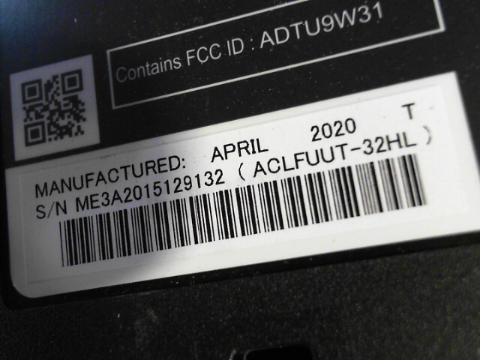 Contains FCC ID : ADTU9W31
MANUFACTURED: APRIL 2020 T
S/N ME3A2015129132 ( ACLFUUT-32HL )